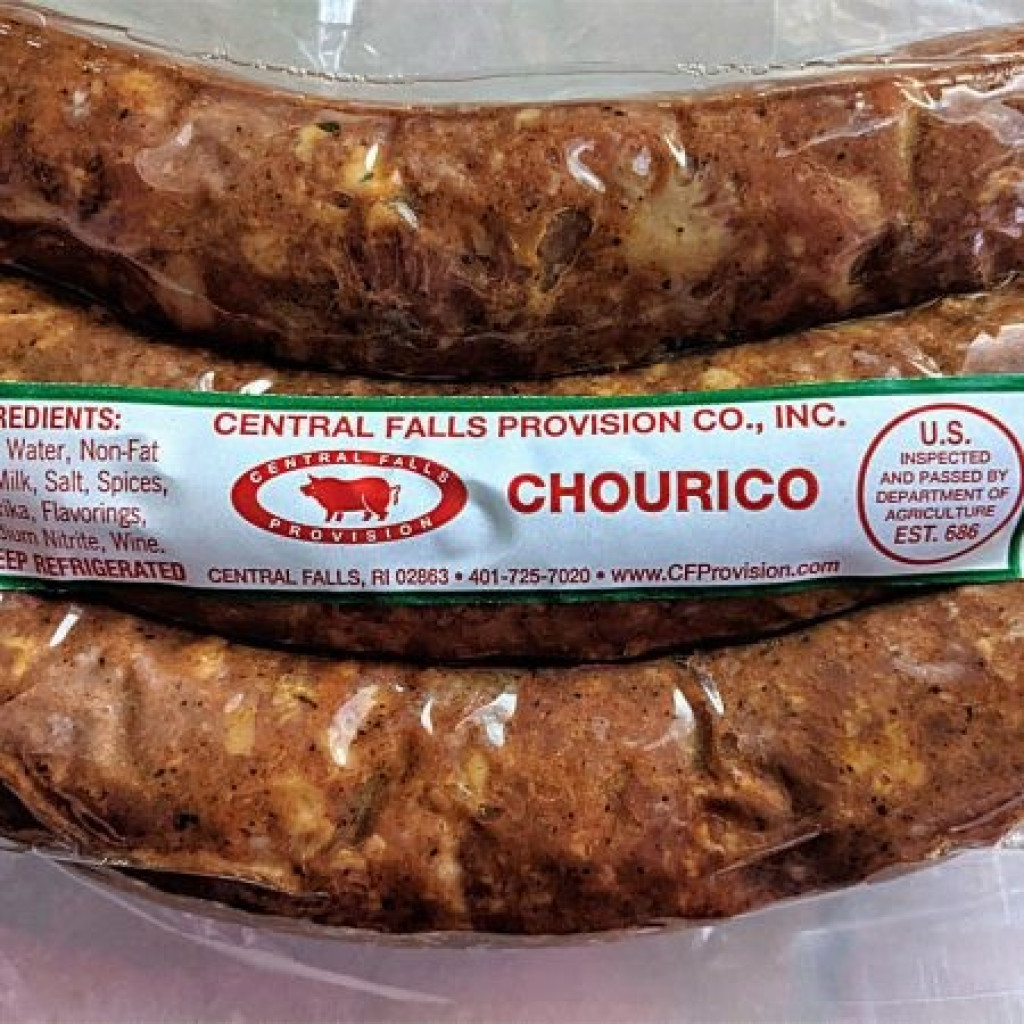 REDIENTS:
Water, Non-Fat
Milk, Salt, Spices,
ika, Flavorings,
dium Nitrite, Wine.
EEP REFRIGERATED
CENTRAL FALLS PROVISION CO., INC.
CENTRAL FALLS
PROVISION
CHOURICO
CENTRAL FALLS, RI 02863 • 401-725-7020 • www.CFProvision.com
U.S.
INSPECTED
AND PASSED BY
DEPARTMENT OF
AGRICULTURE
EST. 686